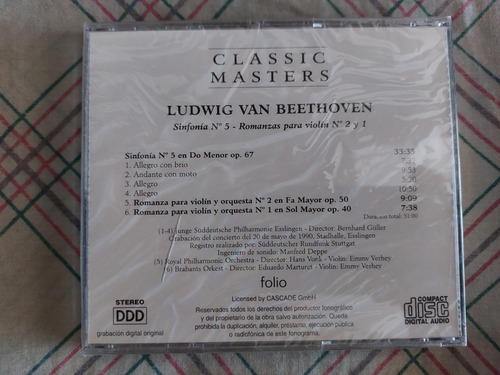 CLASSIC
MASTERS
LUDWIG VAN BEETHOVEN
Sinfonía Nº 5 - Romanzas para violín Nº 2 y 1
Sinfonía Nº 5 en Do Menor op. 67 33:35
1. Allegro con brio
2. Andante con moto
3. Allegro
4. Allegro 10:50
5. Romanza para violín y orquesta Nº 2 en Fa Mayor op. 50 9:09
6. Romanza para violín y orquesta Nº 1 en Sol Mayor op. 40 7:38
total: 51:00
(1-4) Junge Süddeutsche Philharmonie Esslingen - Director: Bernhard Güller
Grabación del concierto del 20 de mayo de 1990, Stadhalle, Esslingen
Registro realizado por: Süddeutscher Rundfunk Stuttgart
Ingeniero de sonido: Manfred Deppe
(5) Royal Philharmonic Orchestra - Director: Hans Vonk - Violín: Emmy Verhey
(6) Brabants Orkest - Director: Eduardo Marturet - Violín: Emmy Verhey
folio
Licensed by CASCADE GmbH
STEREO
DDD
grabación digital original
Reservados todos los derechos del productor fonográfico
y del propietario de la obra salvo autorización. Queda
prohibida la duplicación, alquiler, préstamo, ejecución pública
o radiofónica de este fonograma.
COMPACT
disc
DIGITAL AUDIO